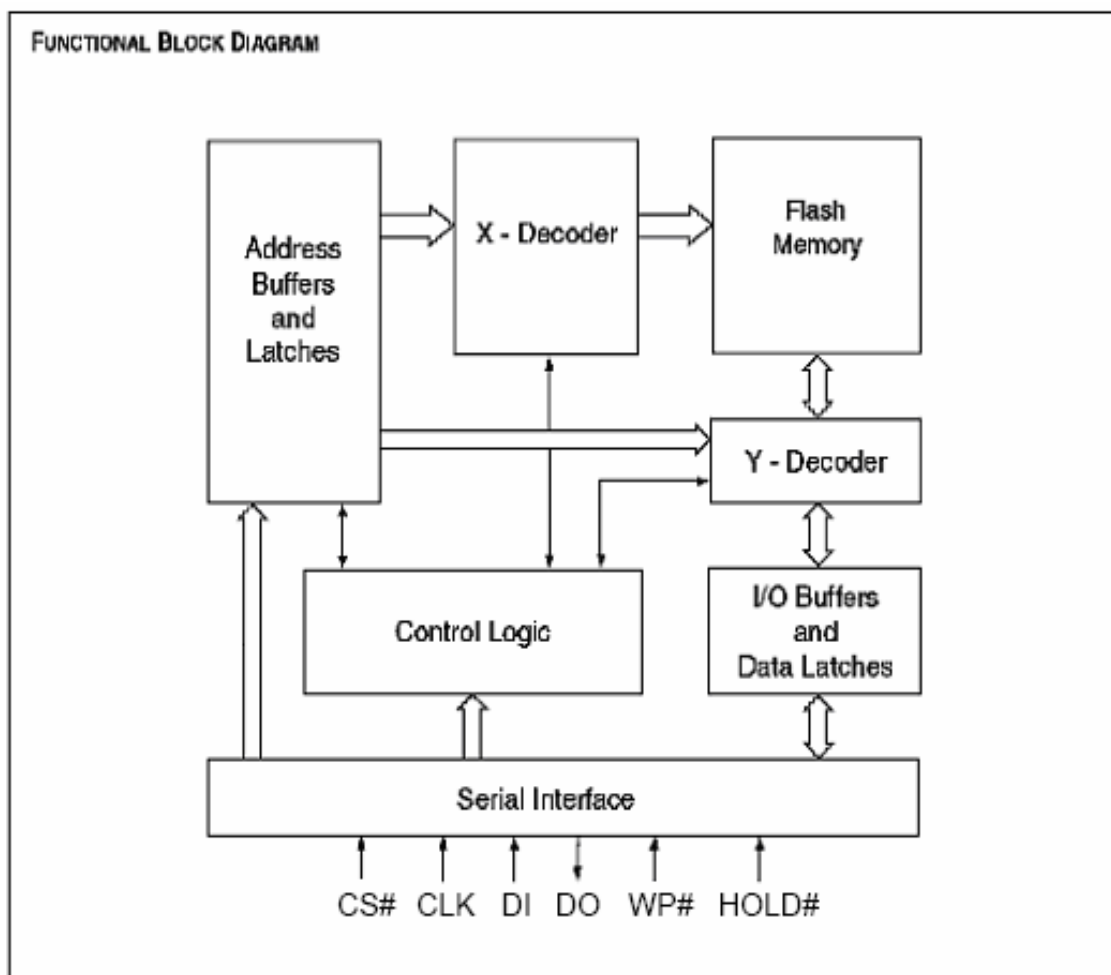 FUNCTIONAL BLOCK DIAGRAM
Address
Buffers
and
Latches
X - Decoder
Flash
Memory
Y - Decoder
Control Logic
I/O Buffers
and
Data Latches
Serial Interface
CS# CLK DI DO WP# HOLD#